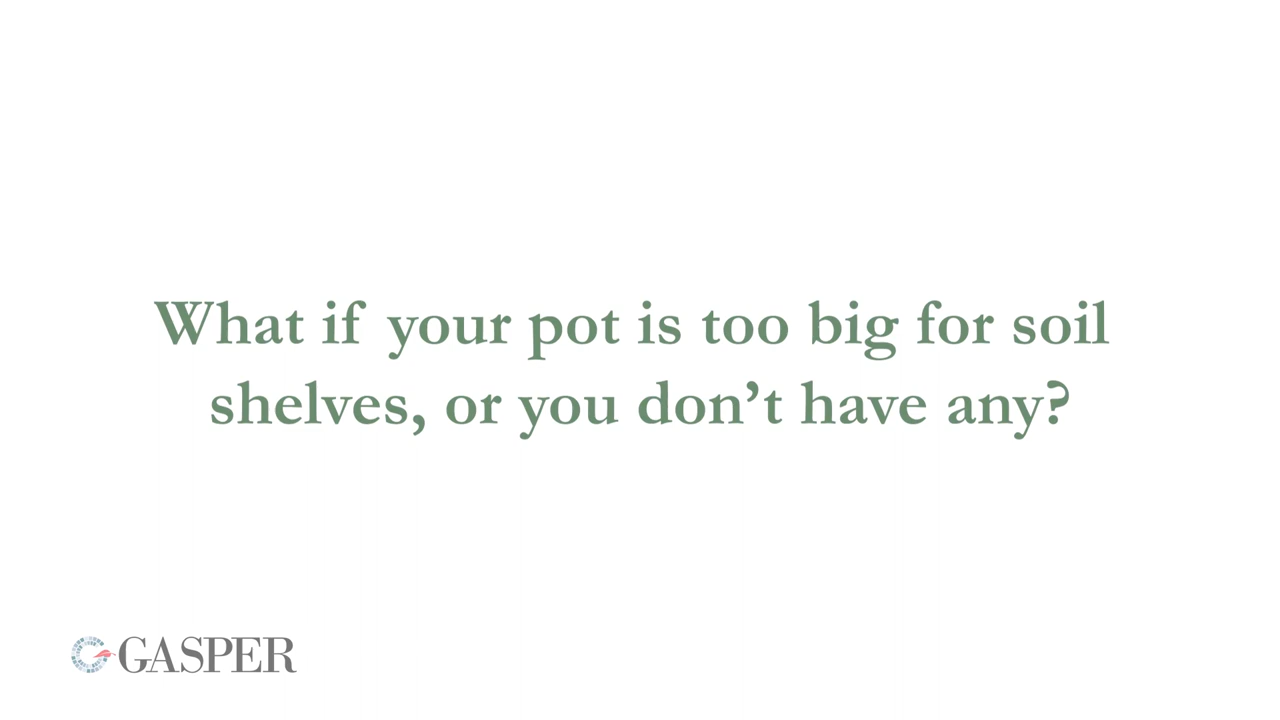 What if your pot is too big for soil
shelves, or you don’t have any?
GASPER